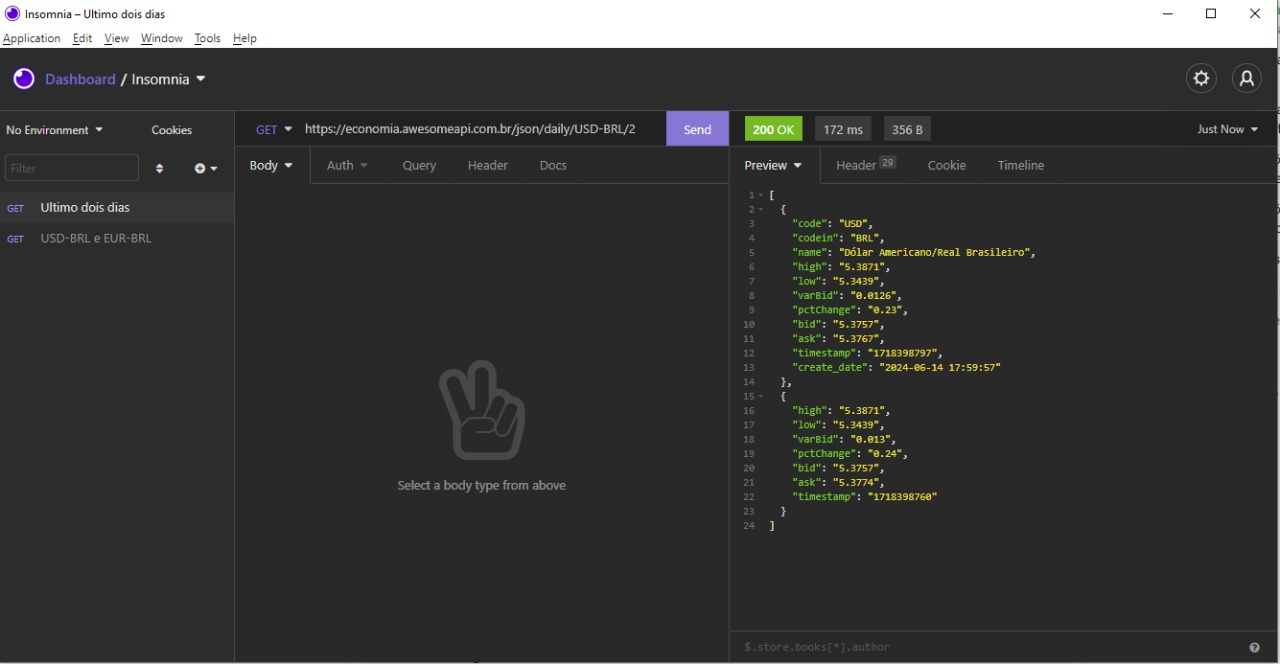 Insomnia – Ultimo dois dias
Application Edit View Window Tools Help
Dashboard / Insomnia
No Environment Cookies
Filter
GET Ultimo dois dias
GET USD-BRL e EUR-BRL
GET https://economia.awesomeapi.com.br/json/daily/USD-BRL/2 Send
Body Auth Query Header Docs
Select a body type from above
200 OK 172 ms 356 B Just Now
Preview Header 29 Cookie Timeline
1 [
2 {
3 "code": "USD",
4 "codein": "BRL",
5 "name": "Dólar Americano/Real Brasileiro",
6 "high": "5.3871",
7 "low": "5.3439",
8 "varBid": "0.0126",
9 "pctChange": "0.23",
10 "bid": "5.3757",
11 "ask": "5.3767",
12 "timestamp": "1718398797",
13 "create_date": "2024-06-14 17:59:57"
14 },
15 {
16 "high": "5.3871",
17 "low": "5.3439",
18 "varBid": "0.013",
19 "pctChange": "0.24",
20 "bid": "5.3757",
21 "ask": "5.3774",
22 "timestamp": "1718398760"
23 }
24 ]
$.store.books[*].author